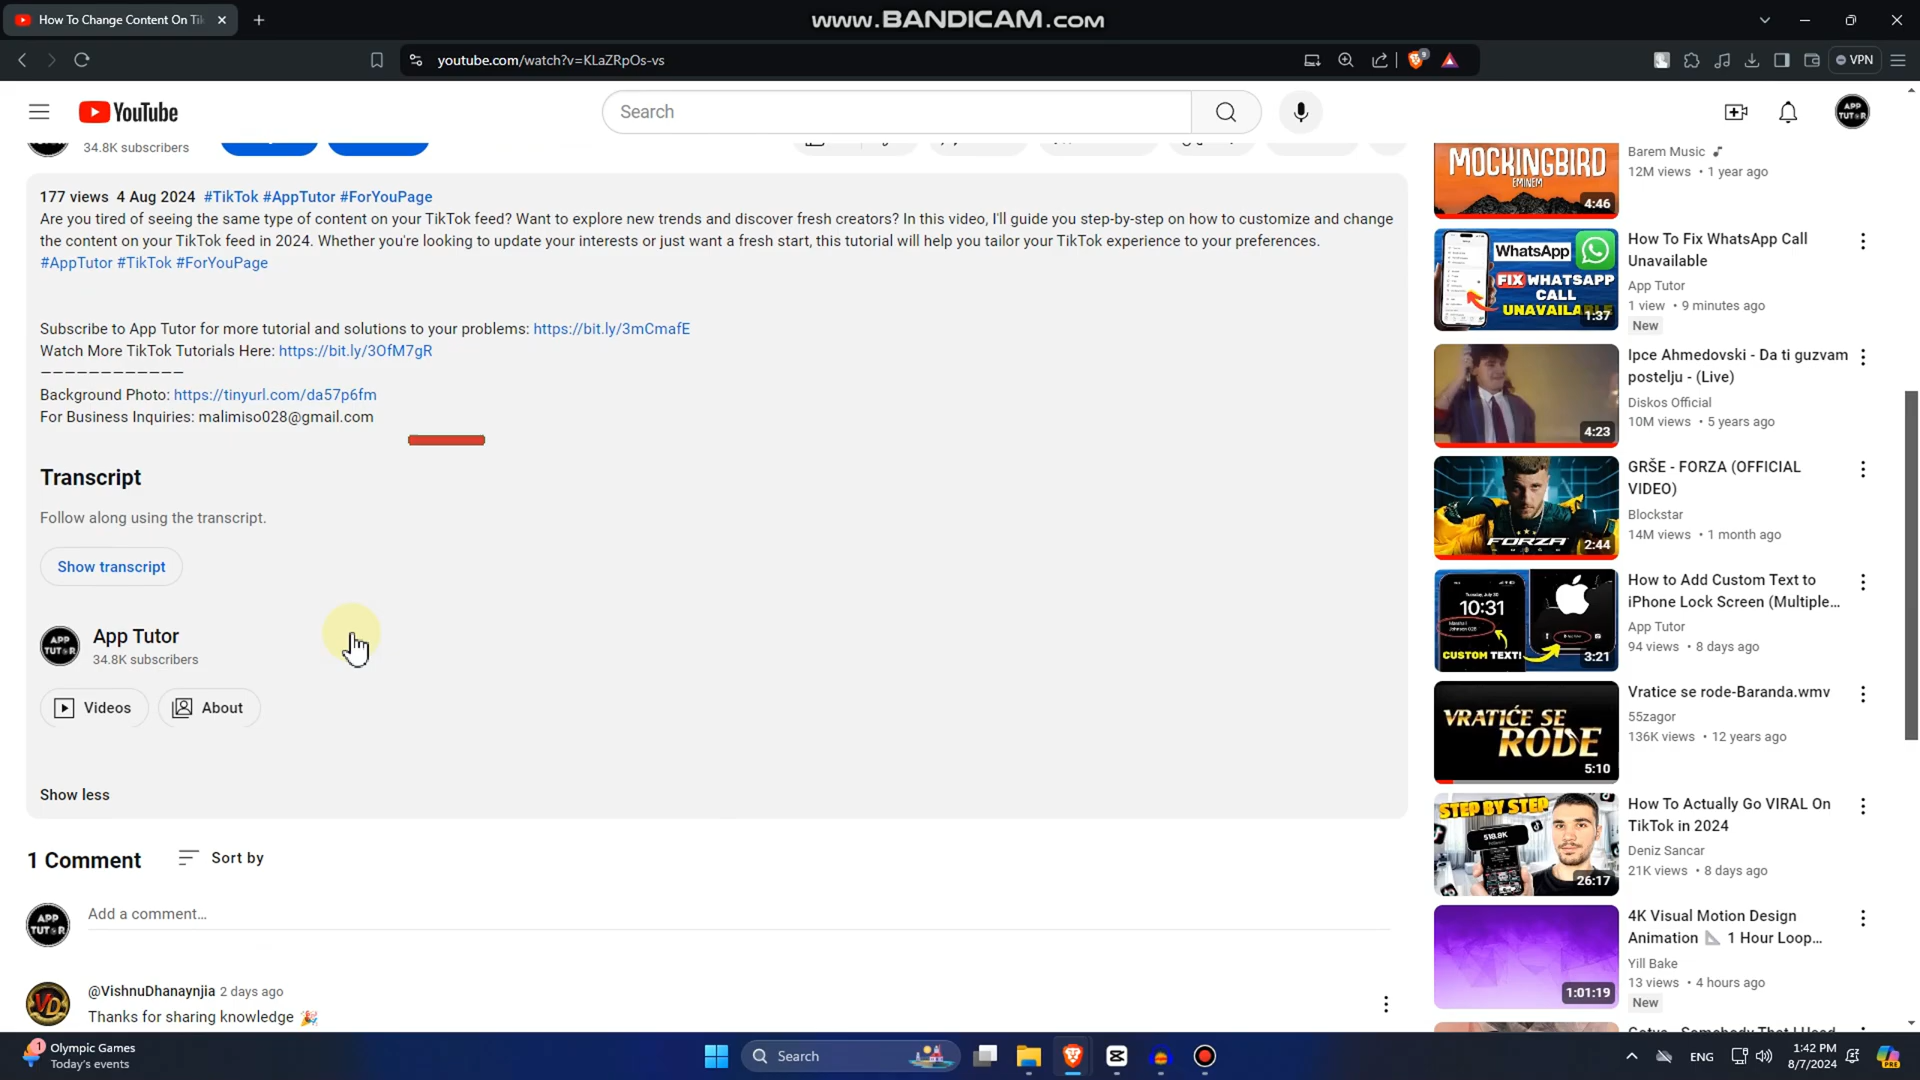 How To Change Content On Tik
www.BANDICAM.com
youtube.com/watch?v=KLaZRpOs-vs
VPN
YouTube
Search
APP TUTOR
34.8K subscribers
177 views 4 Aug 2024 #TikTok #AppTutor #ForYouPage
Are you tired of seeing the same type of content on your TikTok feed? Want to explore new trends and discover fresh creators? In this video, I'll guide you step-by-step on how to customize and change
the content on your TikTok feed in 2024. Whether you're looking to update your interests or just want a fresh start, this tutorial will help you tailor your TikTok experience to your preferences.
#AppTutor #TikTok #ForYouPage
Subscribe to App Tutor for more tutorial and solutions to your problems: https://bit.ly/3mCmafE
Watch More TikTok Tutorials Here: https://bit.ly/3OfM7gR
————————————
Background Photo: https://tinyurl.com/da57p6fm
For Business Inquiries: malimiso028@gmail.com
Transcript
Follow along using the transcript.
Show transcript
APP TUTOR
App Tutor
34.8K subscribers
Videos
About
Show less
1 Comment
Sort by
APP TUTOR
Add a comment...
VD
@VishnuDhanaynjia 2 days ago
Thanks for sharing knowledge 🎉
MOCKINGBIRD
EMINEM
4:46
Barem Music
12M views • 1 year ago
WhatsApp
FIX WHATSAPP
CALL
UNAVAILA
1:37
How To Fix WhatsApp Call
Unavailable
App Tutor
1 view • 9 minutes ago
New
4:23
Ipce Ahmedovski - Da ti guzvam
postelju - (Live)
Diskos Official
10M views • 5 years ago
FORZA
2:44
GRŠE - FORZA (OFFICIAL
VIDEO)
Blockstar
14M views • 1 month ago
10:31
CUSTOM TEXT!
3:21
How to Add Custom Text to
iPhone Lock Screen (Multiple...
App Tutor
94 views • 8 days ago
VRATIĆE SE
RODE
5:10
Vratice se rode-Baranda.wmv
55zagor
136K views • 12 years ago
STEP BY STEP
518.8K
26:17
How To Actually Go VIRAL On
TikTok in 2024
Deniz Sancar
21K views • 8 days ago
1:01:19
4K Visual Motion Design
Animation 📐 1 Hour Loop...
Yill Bake
13 views • 4 hours ago
New
1
Olympic Games
Today's events
Search
ENG
1:42 PM
8/7/2024
PRE